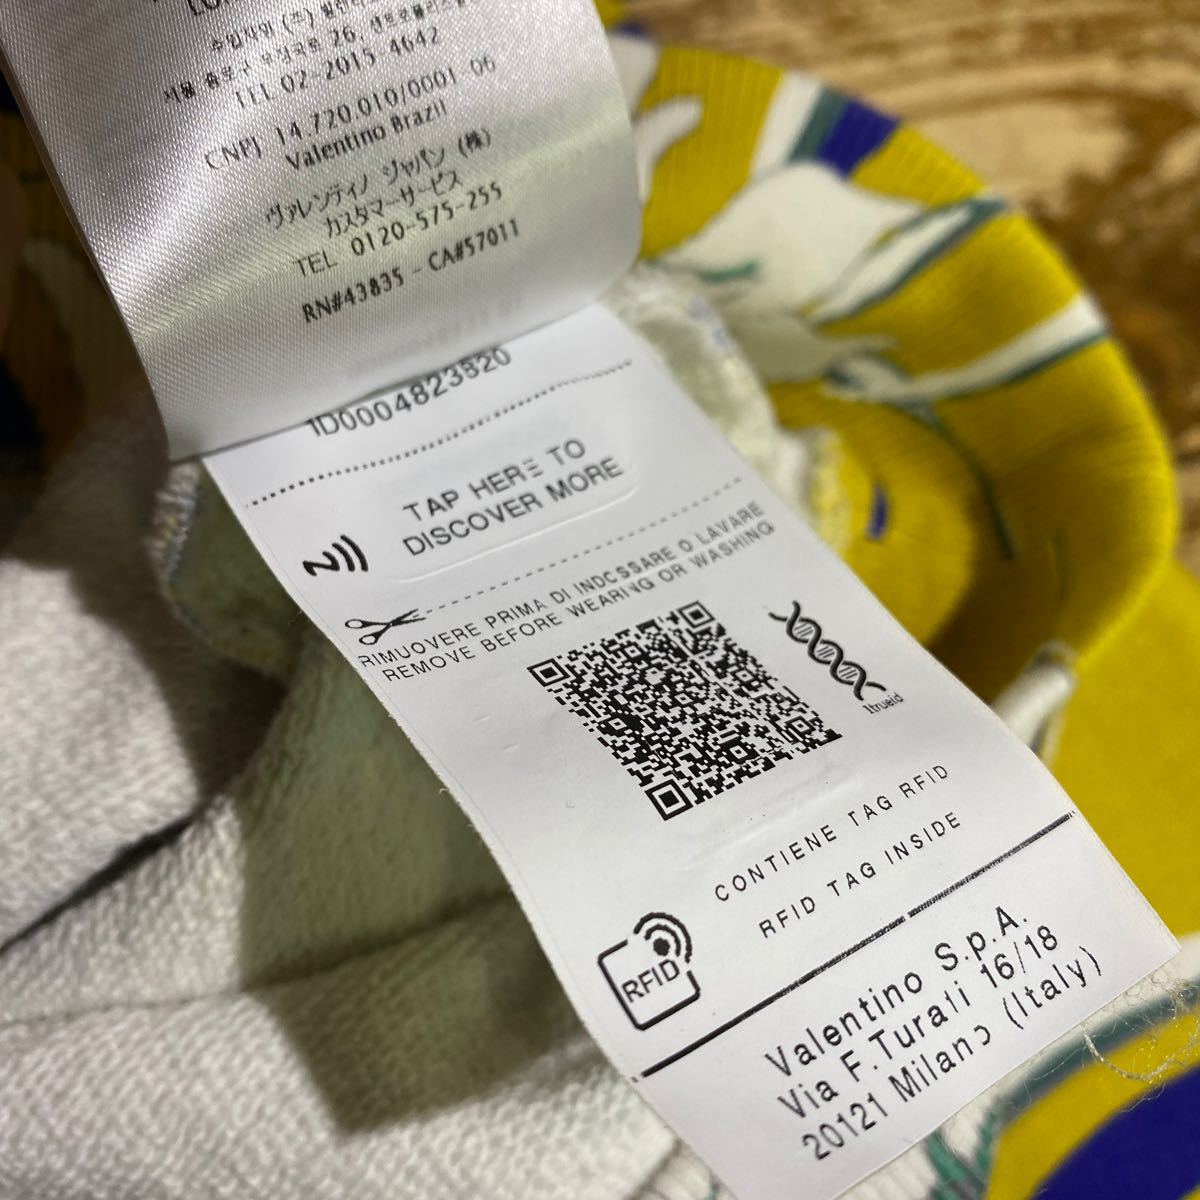 TEL 02-2015-4642
CNPJ 14.720.010/0001-06
Valentino Brazil
ヴァレンティノ ジャパン (株)
カスタマーサービス
TEL 0120-575-255
RN#43835 - CA#57011
1D0004823520
TAP HERE TO
DISCOVER MORE
RIMUOVERE PRIMA DI INDOSSARE O LAVARE
REMOVE BEFORE WEARING OR WASHING
1trueid
CONTIENE TAG RFID
RFID TAG INSIDE
RFID
Valentino S.p.A.
Via F. Turati 16/18
20121 Milano (Italy)